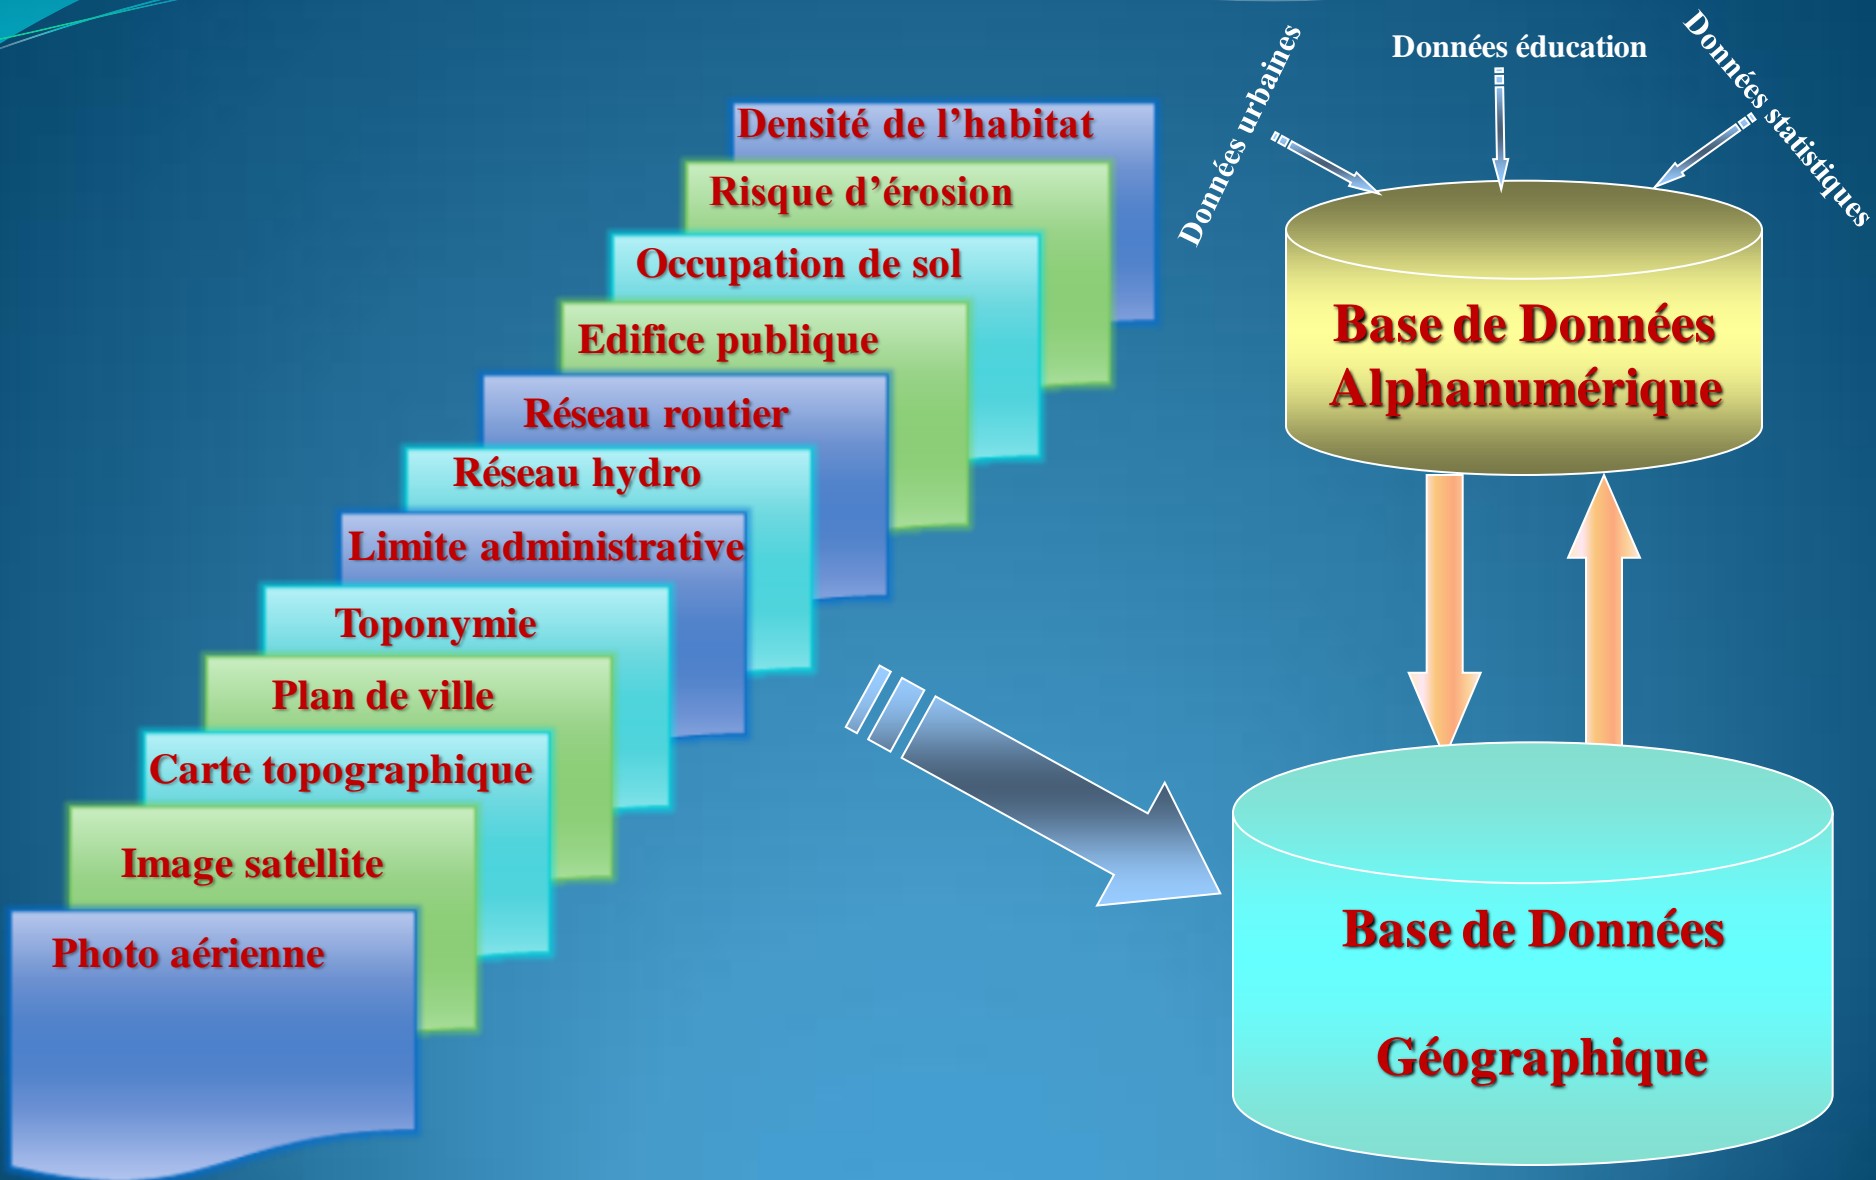 Densité de l’habitat
Risque d’érosion
Occupation de sol
Edifice publique
Réseau routier
Réseau hydro
Limite administrative
Toponymie
Plan de ville
Carte topographique
Image satellite
Photo aérienne
Données urbaines
Données éducation
Données statistiques
Base de Données
Alphanumérique
Base de Données
Géographique